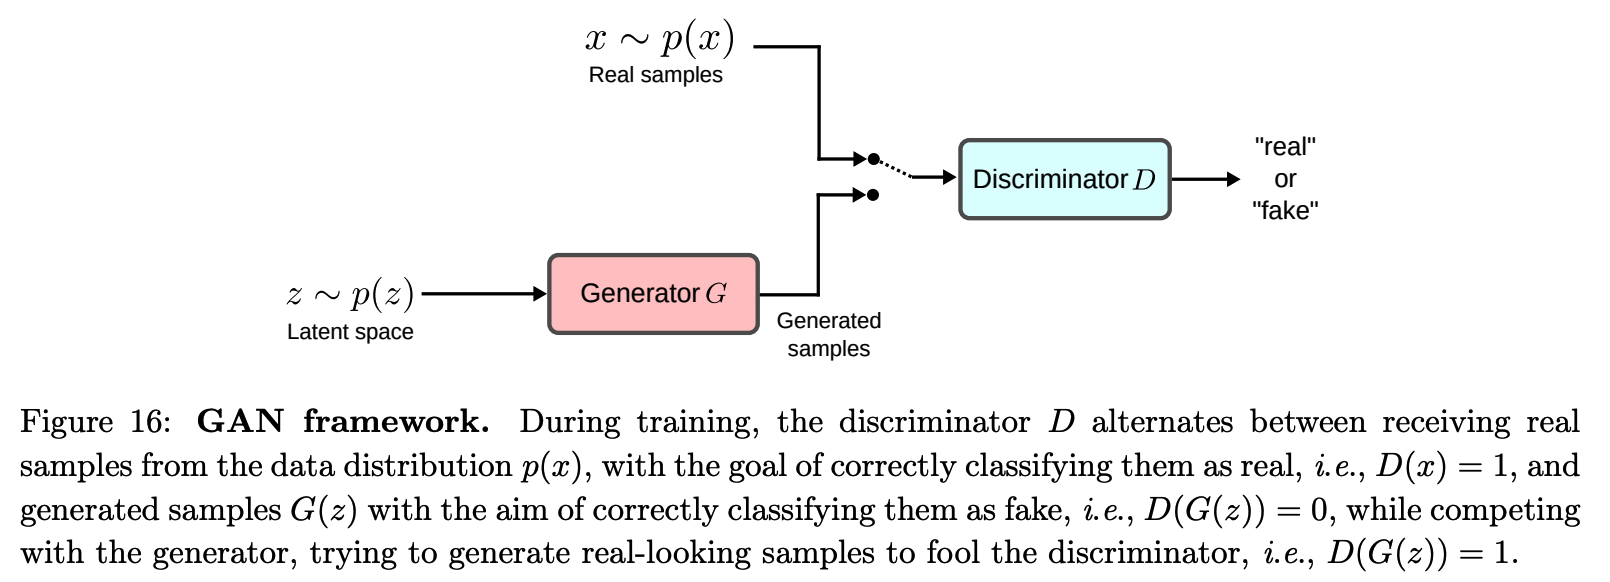 x ∼ p(x)
Real samples
"real"
or
"fake"
Discriminator D
z ∼ p(z)
Latent space
Generator G
Generated
samples
Figure 16: GAN framework. During training, the discriminator D alternates between receiving real
samples from the data distribution p(x), with the goal of correctly classifying them as real, i.e., D(x) = 1, and
generated samples G(z) with the aim of correctly classifying them as fake, i.e., D(G(z)) = 0, while competing
with the generator, trying to generate real-looking samples to fool the discriminator, i.e., D(G(z)) = 1.